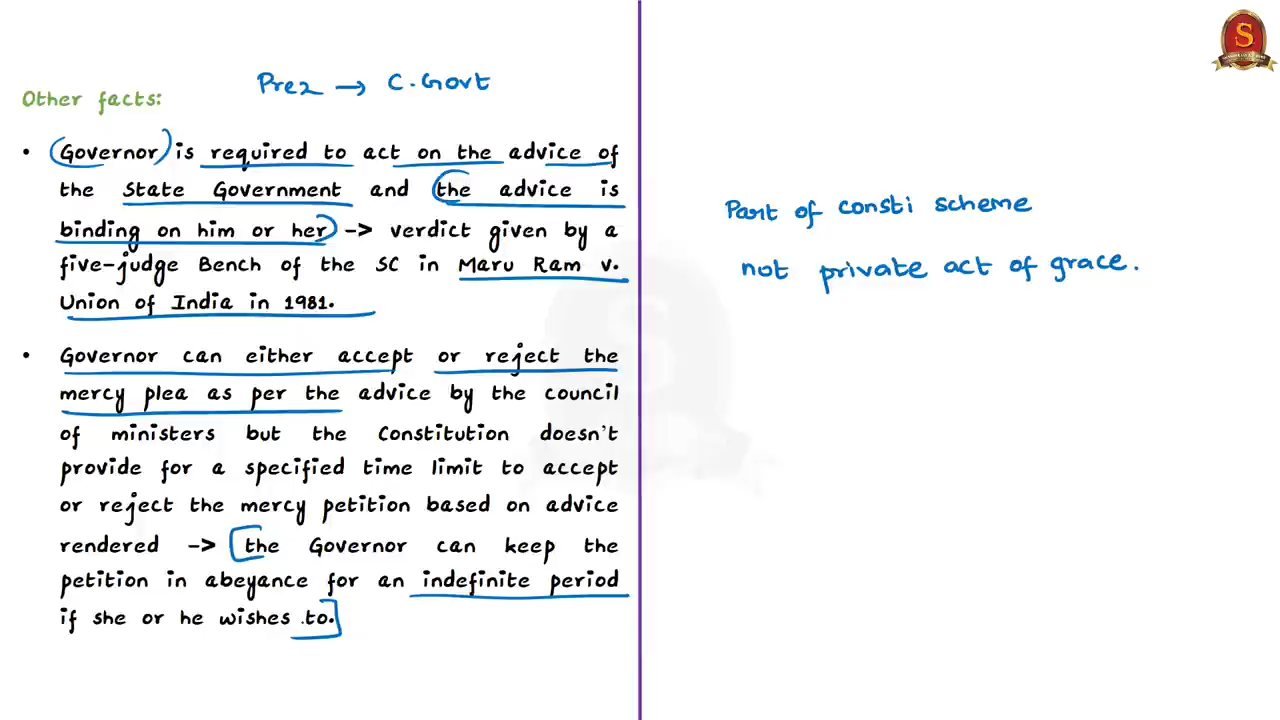 Prez → C. Govt
Other facts:
• (Governor) is required to act on the advice of
the State Government and (the advice is
binding on him or her) -> verdict given by a
five-judge Bench of the SC in Maru Ram v.
Union of India in 1981.
• Governor can either accept or reject the
mercy plea as per the advice by the council
of ministers but the Constitution doesn't
provide for a specified time limit to accept
or reject the mercy petition based on advice
rendered -> [the Governor can keep the
petition in abeyance for an indefinite period
if she or he wishes to.]
Part of consti scheme
not private act of grace.
S